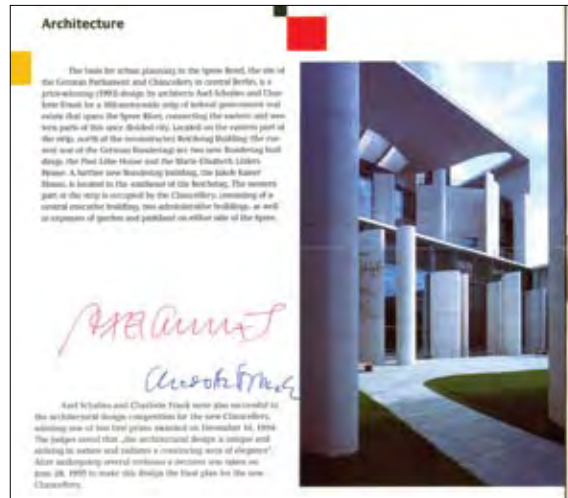 Architecture
The basis for urban planning in the Spree Bend, the site of
the German Parliament and Chancellery in central Berlin, is a
prize-winning (1993) design by architects Axel Schultes and Char-
lotte Frank for a strip of federal government real
estate that spans the Spree River, connecting the eastern and wes-
tern parts of this once divided city. Located on the eastern part of
the strip, north of the reconstructed Reichstag Building (the cur-
rent seat of the German Bundestag) are two new Bundestag buil-
dings, the Paul Löbe House and the Marie-Elisabeth Lüders
House. A further new Bundestag building, the Jakob Kaiser
House, is located to the southeast of the Reichstag. The western
part of the strip is occupied by the Chancellery, consisting of a
central executive building, two administrative buildings, as well
as expanses of garden and parkland on either side of the Spree.
Axel Schultes and Charlotte Frank were also successful in
the architectural design competition for the new Chancellery,
winning one of two first prizes awarded on December 16, 1994.
The judges noted that „the architectural design is unique and
striking in nature and radiates a convincing aura of elegance".
After undergoing several revisions a decision was taken on
June 28, 1995 to make this design the final plan for the new
Chancellery.